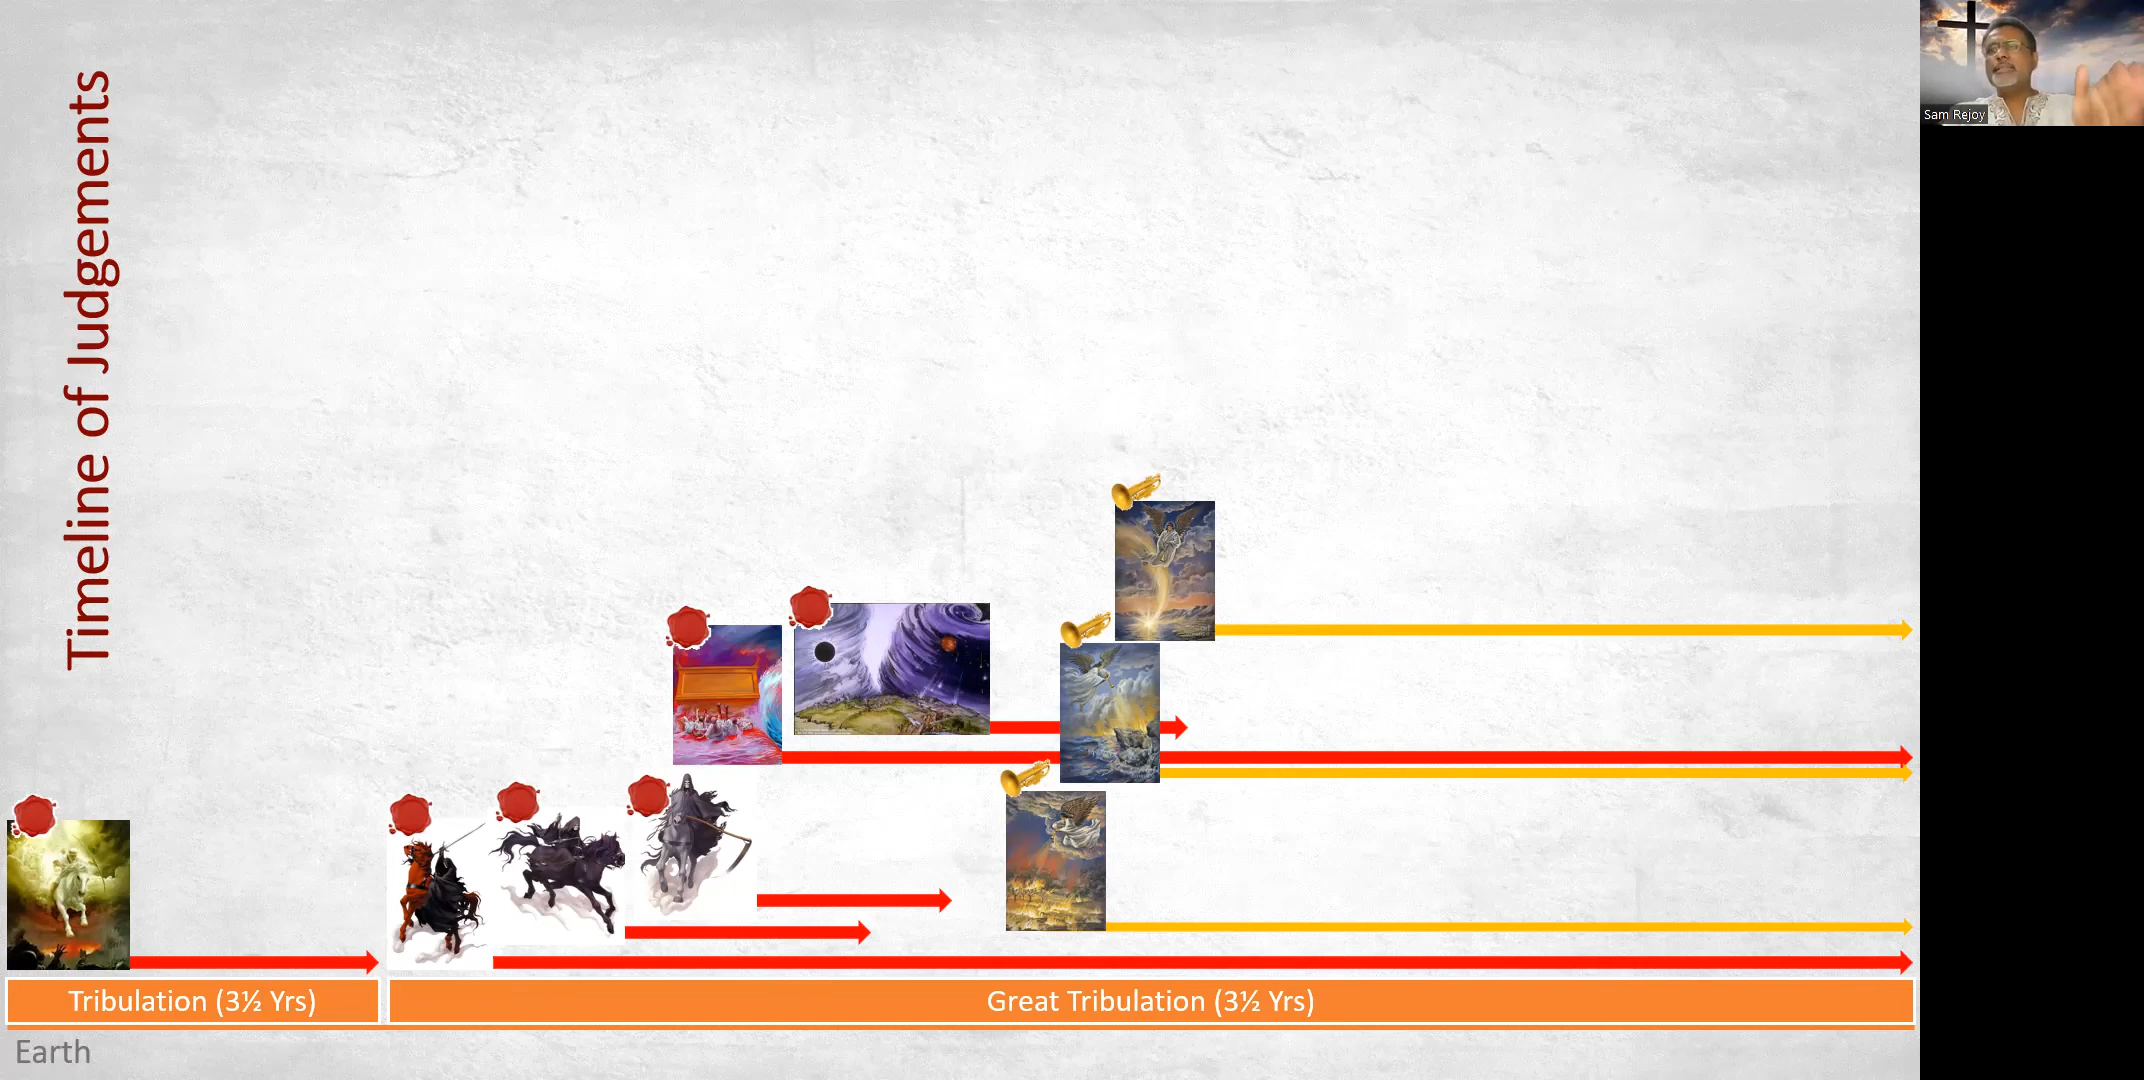 Timeline of Judgements
Sam Rejoy
Tribulation (3½ Yrs)
Great Tribulation (3½ Yrs)
Earth